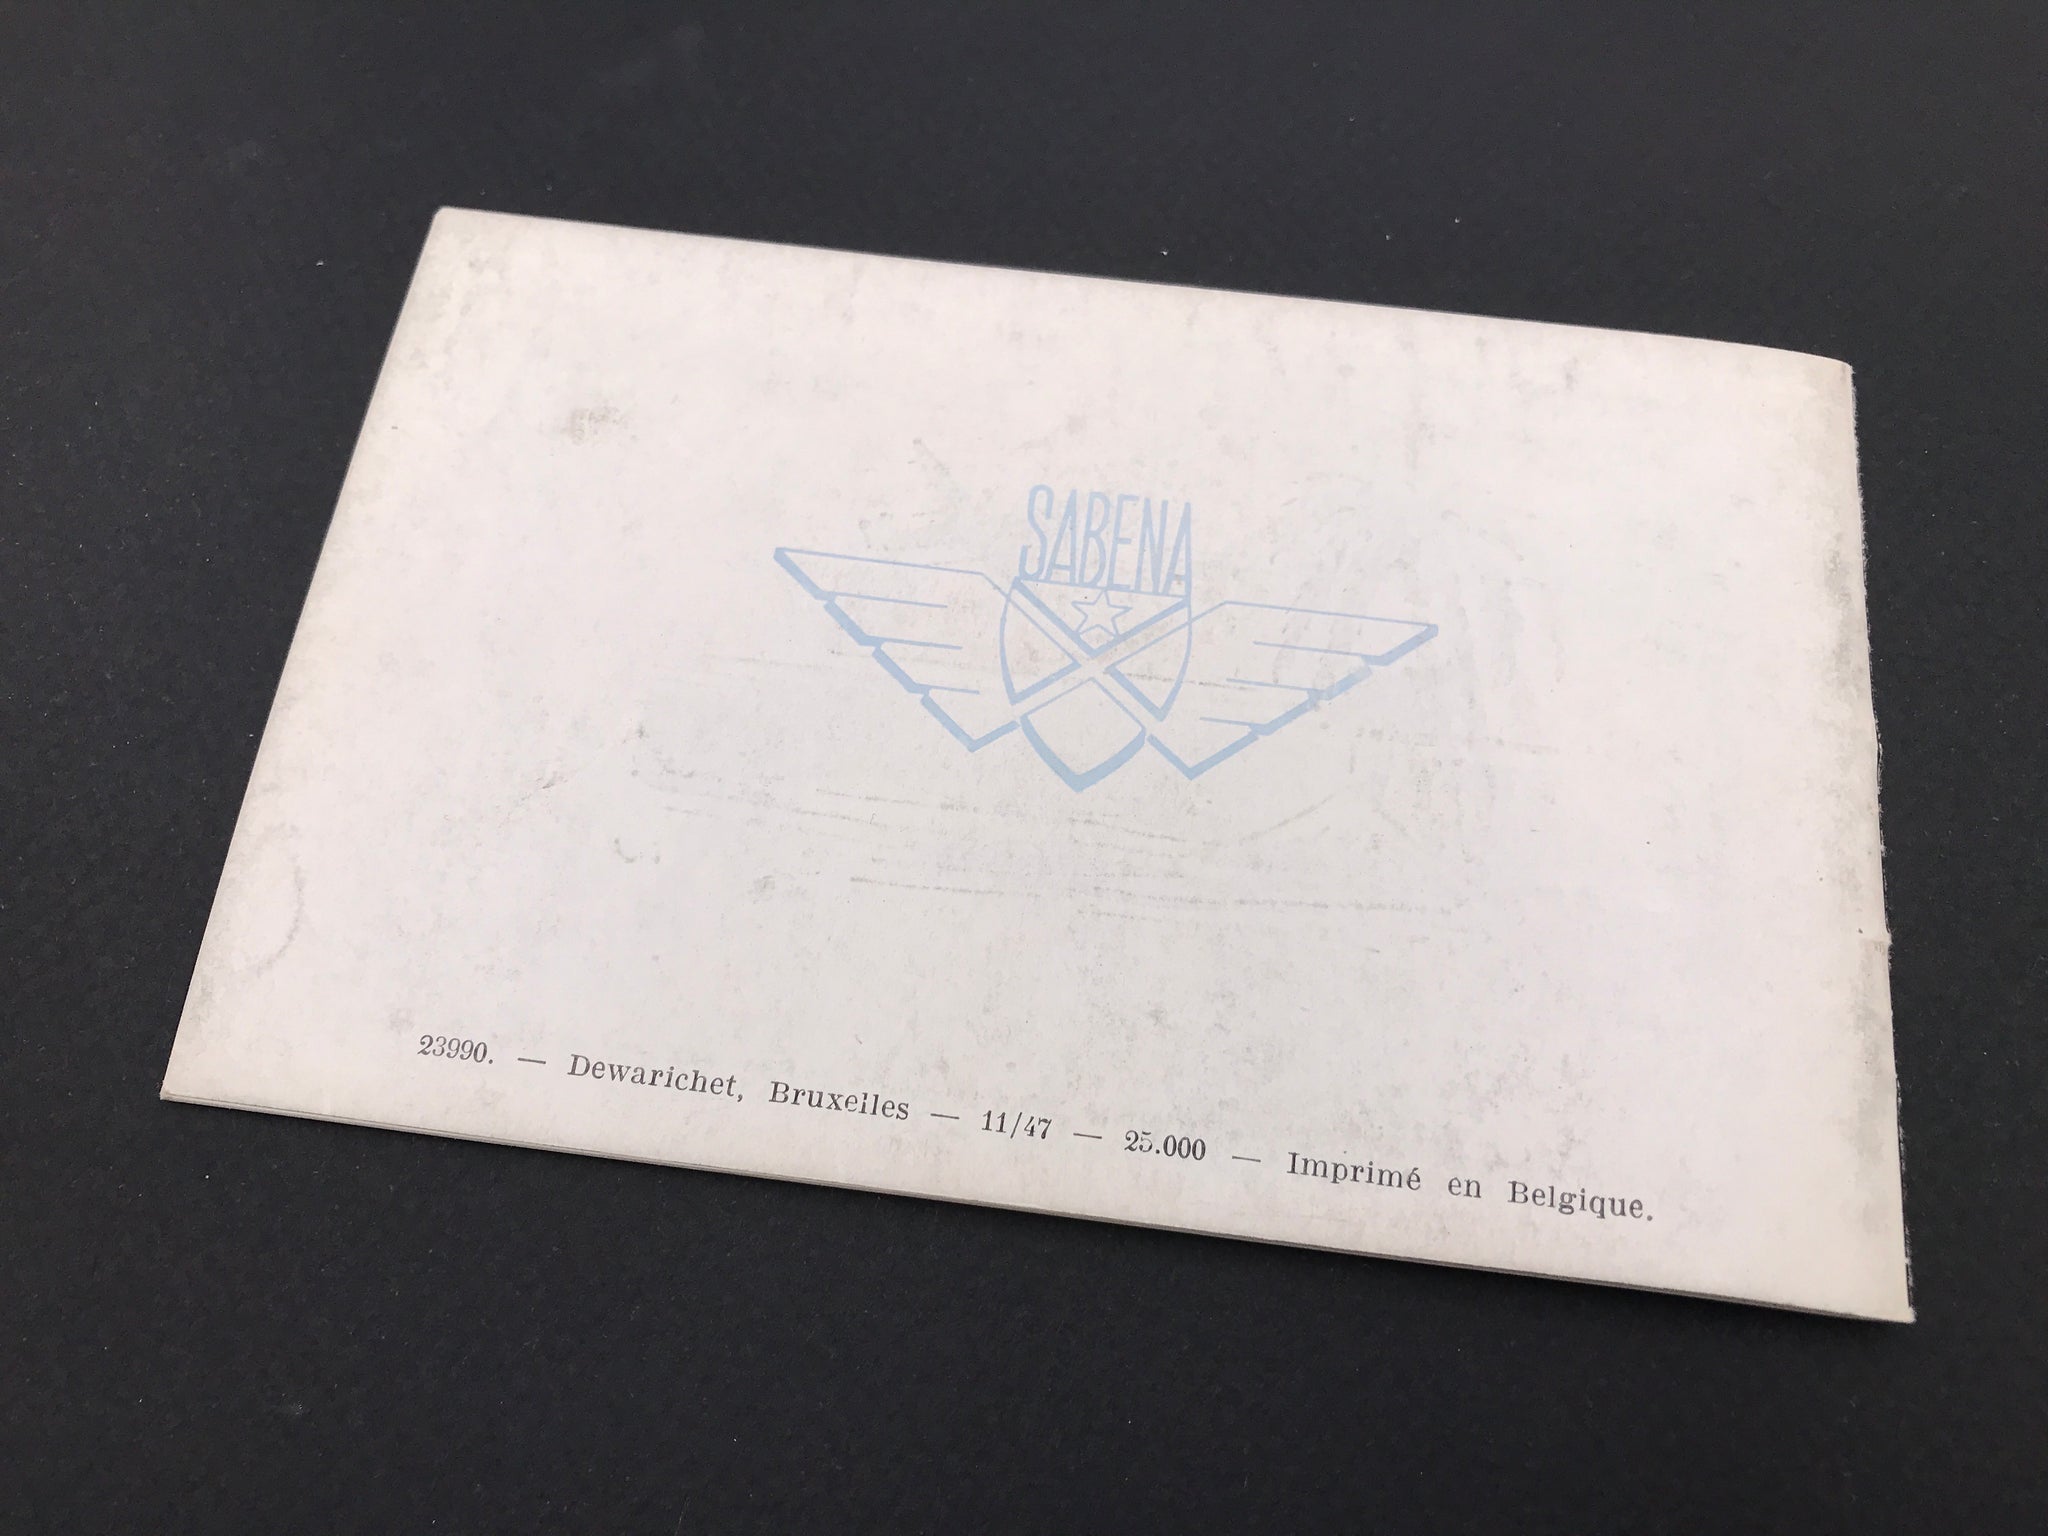 SABENA
23990. — Dewarichet, Bruxelles — 11/47 — 25.000 — Imprimé en Belgique.